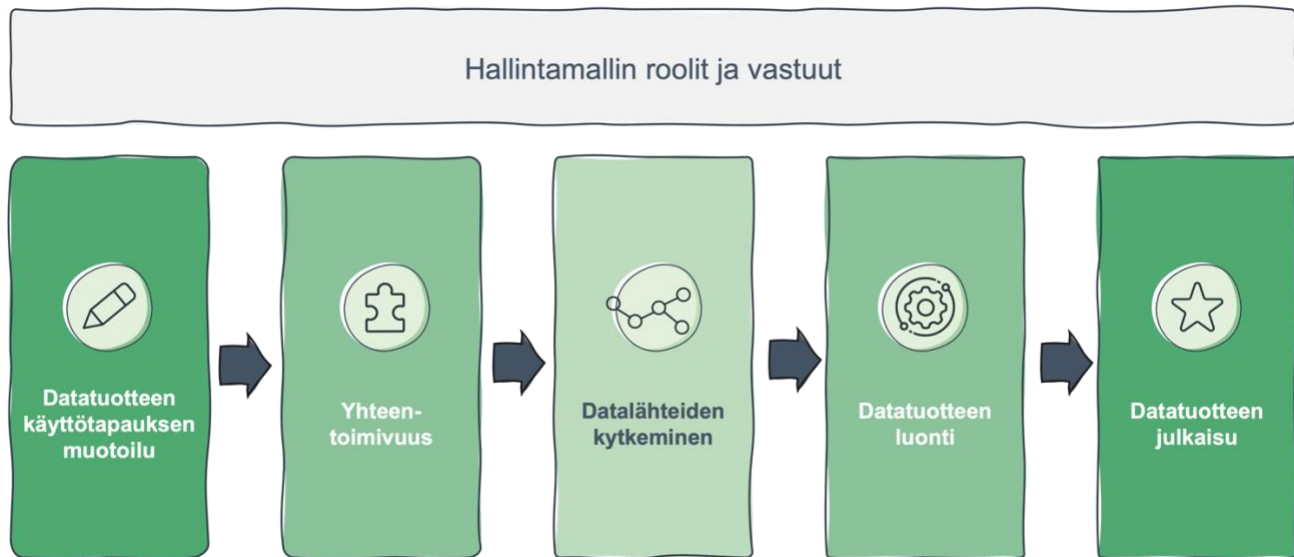 Hallintamallin roolit ja vastuut
Datatuotteen
käyttötapauksen
muotoilu
Yhteen-
toimivuus
Datalähteiden
kytkeminen
Datatuotteen
luonti
Datatuotteen
julkaisu